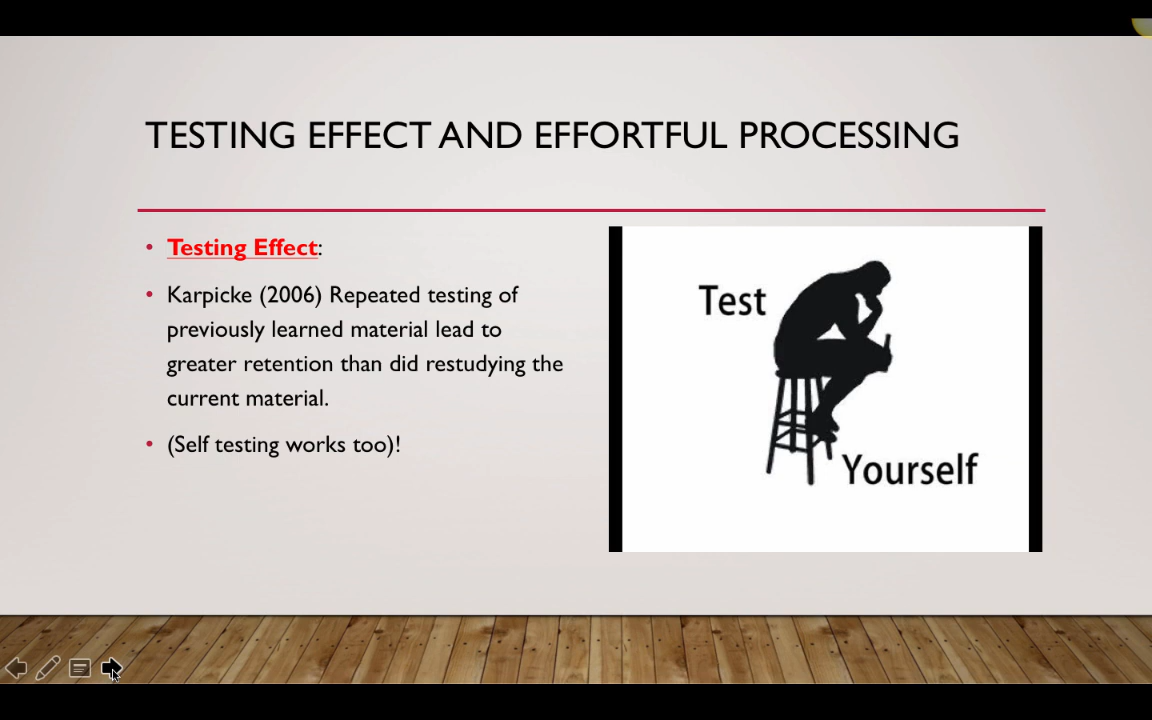 TESTING EFFECT AND EFFORTFUL PROCESSING
• Testing Effect:
• Karpicke (2006) Repeated testing of
previously learned material lead to
greater retention than did restudying the
current material.
• (Self testing works too)!
Test
Yourself